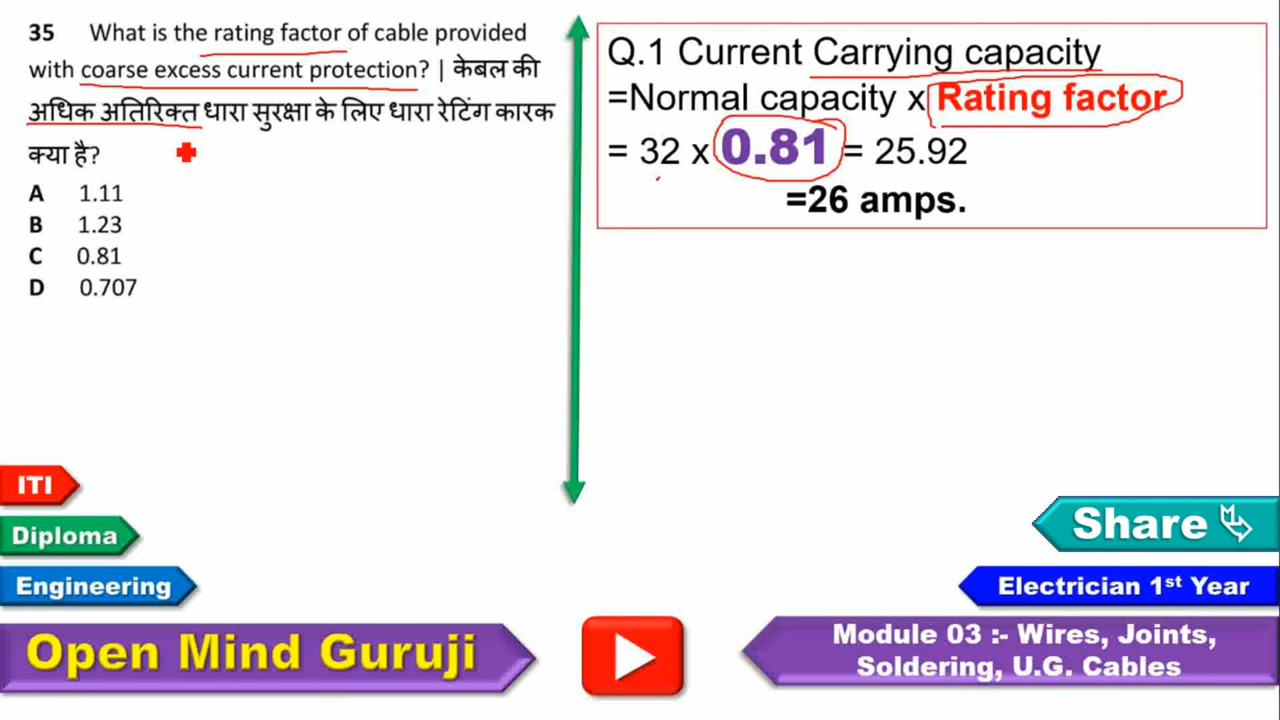 35 What is the rating factor of cable provided
with coarse excess current protection? | केबल की
अधिक अतिरिक्त धारा सुरक्षा के लिए धारा रेटिंग कारक
क्या है?
A 1.11
B 1.23
C 0.81
D 0.707
Q.1 Current Carrying capacity
=Normal capacity x Rating factor
= 32 x 0.81 = 25.92
=26 amps.
ITI
Diploma
Engineering
Open Mind Guruji
Share
Electrician 1st Year
Module 03 :- Wires, Joints,
Soldering, U.G. Cables